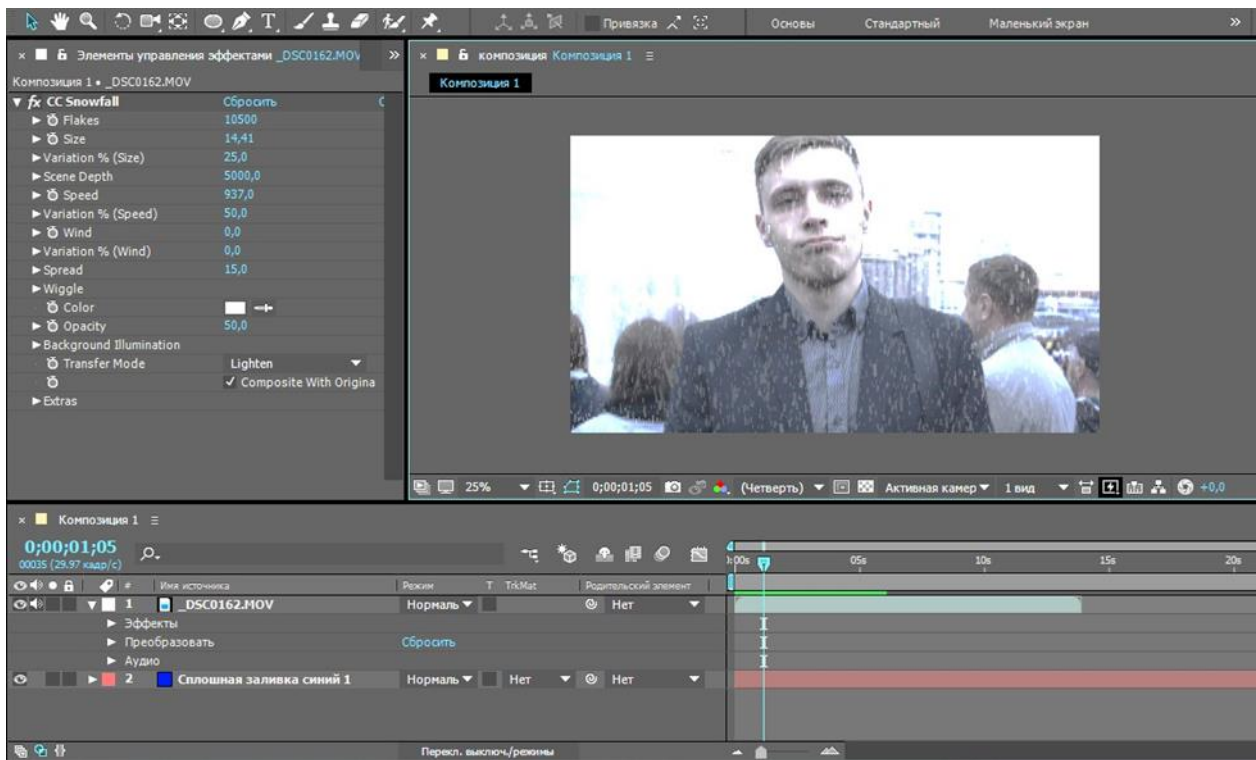 Привязка
Основы
Стандартный
Маленький экран
»
× Элементы управления эффектами _DSC0162.MOV »
Композиция 1 • _DSC0162.MOV
fx CC Snowfall Сбросить
Flakes 10500
Size 14,41
Variation % (Size) 25,0
Scene Depth 5000,0
Speed 937,0
Variation % (Speed) 50,0
Wind 0,0
Variation % (Wind) 0,0
Spread 15,0
Wiggle
Color
Opacity 50,0
Background Illumination
Transfer Mode Lighten
Composite With Origina
Extras
× композиция Композиция 1
Композиция 1
25% 0;00;01;05 (Четверть) Активная камер 1 вид +0,0
× Композиция 1
0;00;01;05
00035 (29.97 кадр/с)
):00s 05s 10s 15s 20s
# Имя источника Режим T TrkMat Родительский элемент
1 _DSC0162.MOV Нормаль Нет
Эффекты
Преобразовать Сбросить
Аудио
2 Сплошная заливка синий 1 Нормаль Нет Нет
Перекл. выключ./режимы